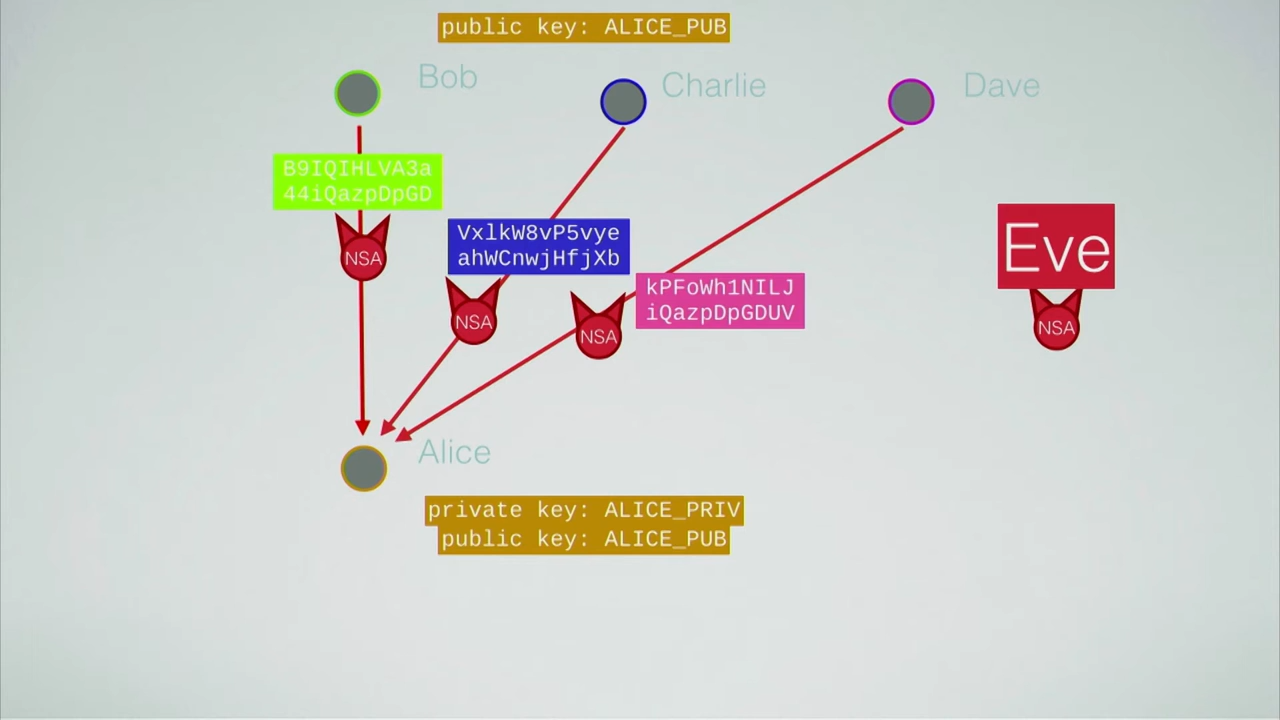 public key: ALICE_PUB
Bob
Charlie
Dave
B9IQIHLVA3a
44iQazpDpGD
VxlkW8vP5vye
ahWCnwjHfjXb
Eve
NSA
kPFoWh1NILJ
iQazpDpGDUV
NSA
NSA
NSA
Alice
private key: ALICE_PRIV
public key: ALICE_PUB